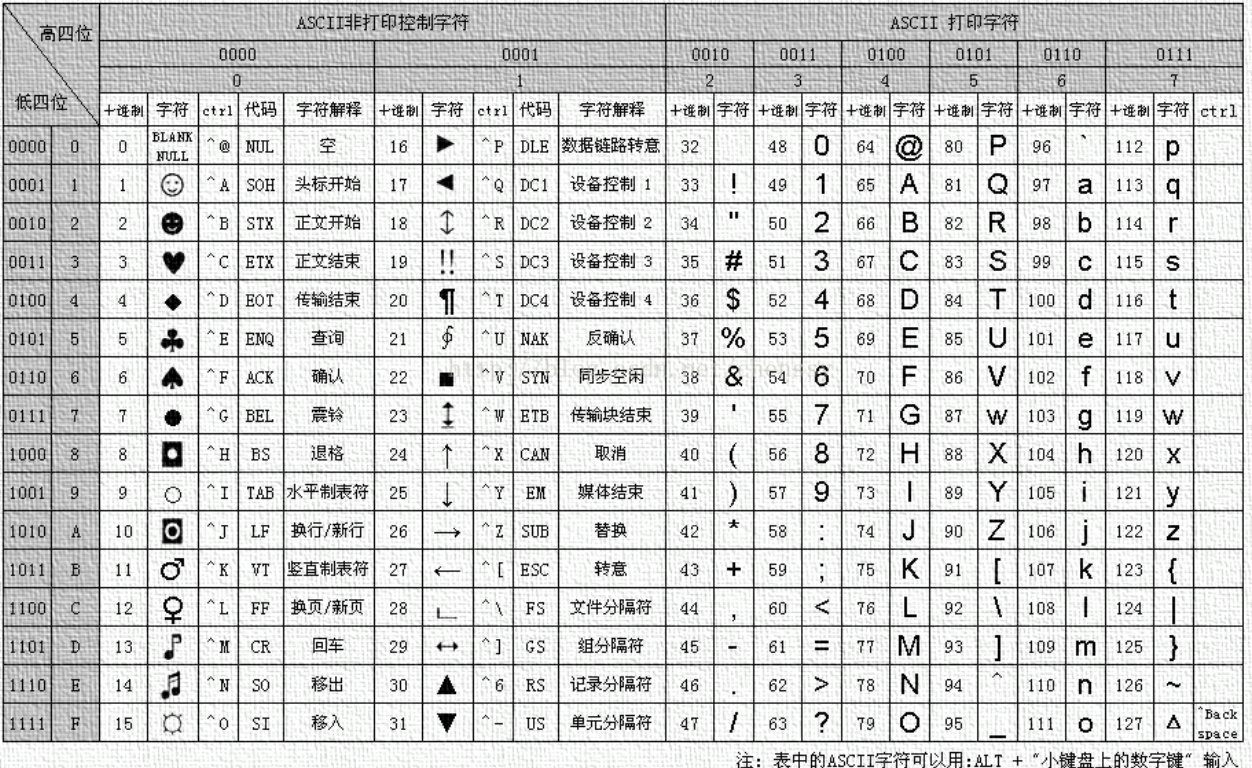 高四位 ASCII非打印控制字符 ASCII 打印字符
0000 0001 0010 0011 0100 0101 0110 0111
0 1 2 3 4 5 6 7
低四位 十进制 字符 ctrl 代码 字符解释 十进制 字符 ctrl 代码 字符解释 十进制 字符 十进制 字符 十进制 字符 十进制 字符 十进制 字符 十进制 字符 ctrl
0000 0 0 BLANK NULL ^@ NUL 空 16 ► ^P DLE 数据链路转意 32 48 0 64 @ 80 P 96 ` 112 p
0001 1 1 ☺ ^A SOH 头标开始 17 ◄ ^Q DC1 设备控制 1 33 ! 49 1 65 A 81 Q 97 a 113 q
0010 2 2 ☻ ^B STX 正文开始 18 ↕ ^R DC2 设备控制 2 34 " 50 2 66 B 82 R 98 b 114 r
0011 3 3 ♥ ^C ETX 正文结束 19 ‼ ^S DC3 设备控制 3 35 # 51 3 67 C 83 S 99 c 115 s
0100 4 4 ♦ ^D EOT 传输结束 20 ¶ ^T DC4 设备控制 4 36 $ 52 4 68 D 84 T 100 d 116 t
0101 5 5 ♣ ^E ENQ 查询 21 ∮ ^U NAK 反确认 37 % 53 5 69 E 85 U 101 e 117 u
0110 6 6 ♠ ^F ACK 确认 22 ■ ^V SYN 同步空闲 38 & 54 6 70 F 86 V 102 f 118 v
0111 7 7 ● ^G BEL 震铃 23 ↨ ^W ETB 传输块结束 39 ' 55 7 71 G 87 w 103 g 119 w
1000 8 8 ◘ ^H BS 退格 24 ↑ ^X CAN 取消 40 ( 56 8 72 H 88 X 104 h 120 x
1001 9 9 ○ ^I TAB 水平制表符 25 ↓ ^Y EM 媒体结束 41 ) 57 9 73 I 89 Y 105 i 121 y
1010 A 10 ◙ ^J LF 换行/新行 26 → ^Z SUB 替换 42 * 58 : 74 J 90 Z 106 j 122 z
1011 B 11 ♂ ^K VT 竖直制表符 27 ← ^[ ESC 转意 43 + 59 ; 75 K 91 [ 107 k 123 {
1100 C 12 ♀ ^L FF 换页/新页 28 ∟ ^\ FS 文件分隔符 44 , 60 < 76 L 92 \ 108 l 124 |
1101 D 13 ♪ ^M CR 回车 29 ↔ ^] GS 组分隔符 45 - 61 = 77 M 93 ] 109 m 125 }
1110 E 14 ♫ ^N SO 移出 30 ▲ ^6 RS 记录分隔符 46 . 62 > 78 N 94 ^ 110 n 126 ~
1111 F 15 ☼ ^O SI 移入 31 ▼ ^- US 单元分隔符 47 / 63 ? 79 O 95 _ 111 o 127 Δ ^Back space
注: 表中的ASCII字符可以用:ALT + "小键盘上的数字键" 输入